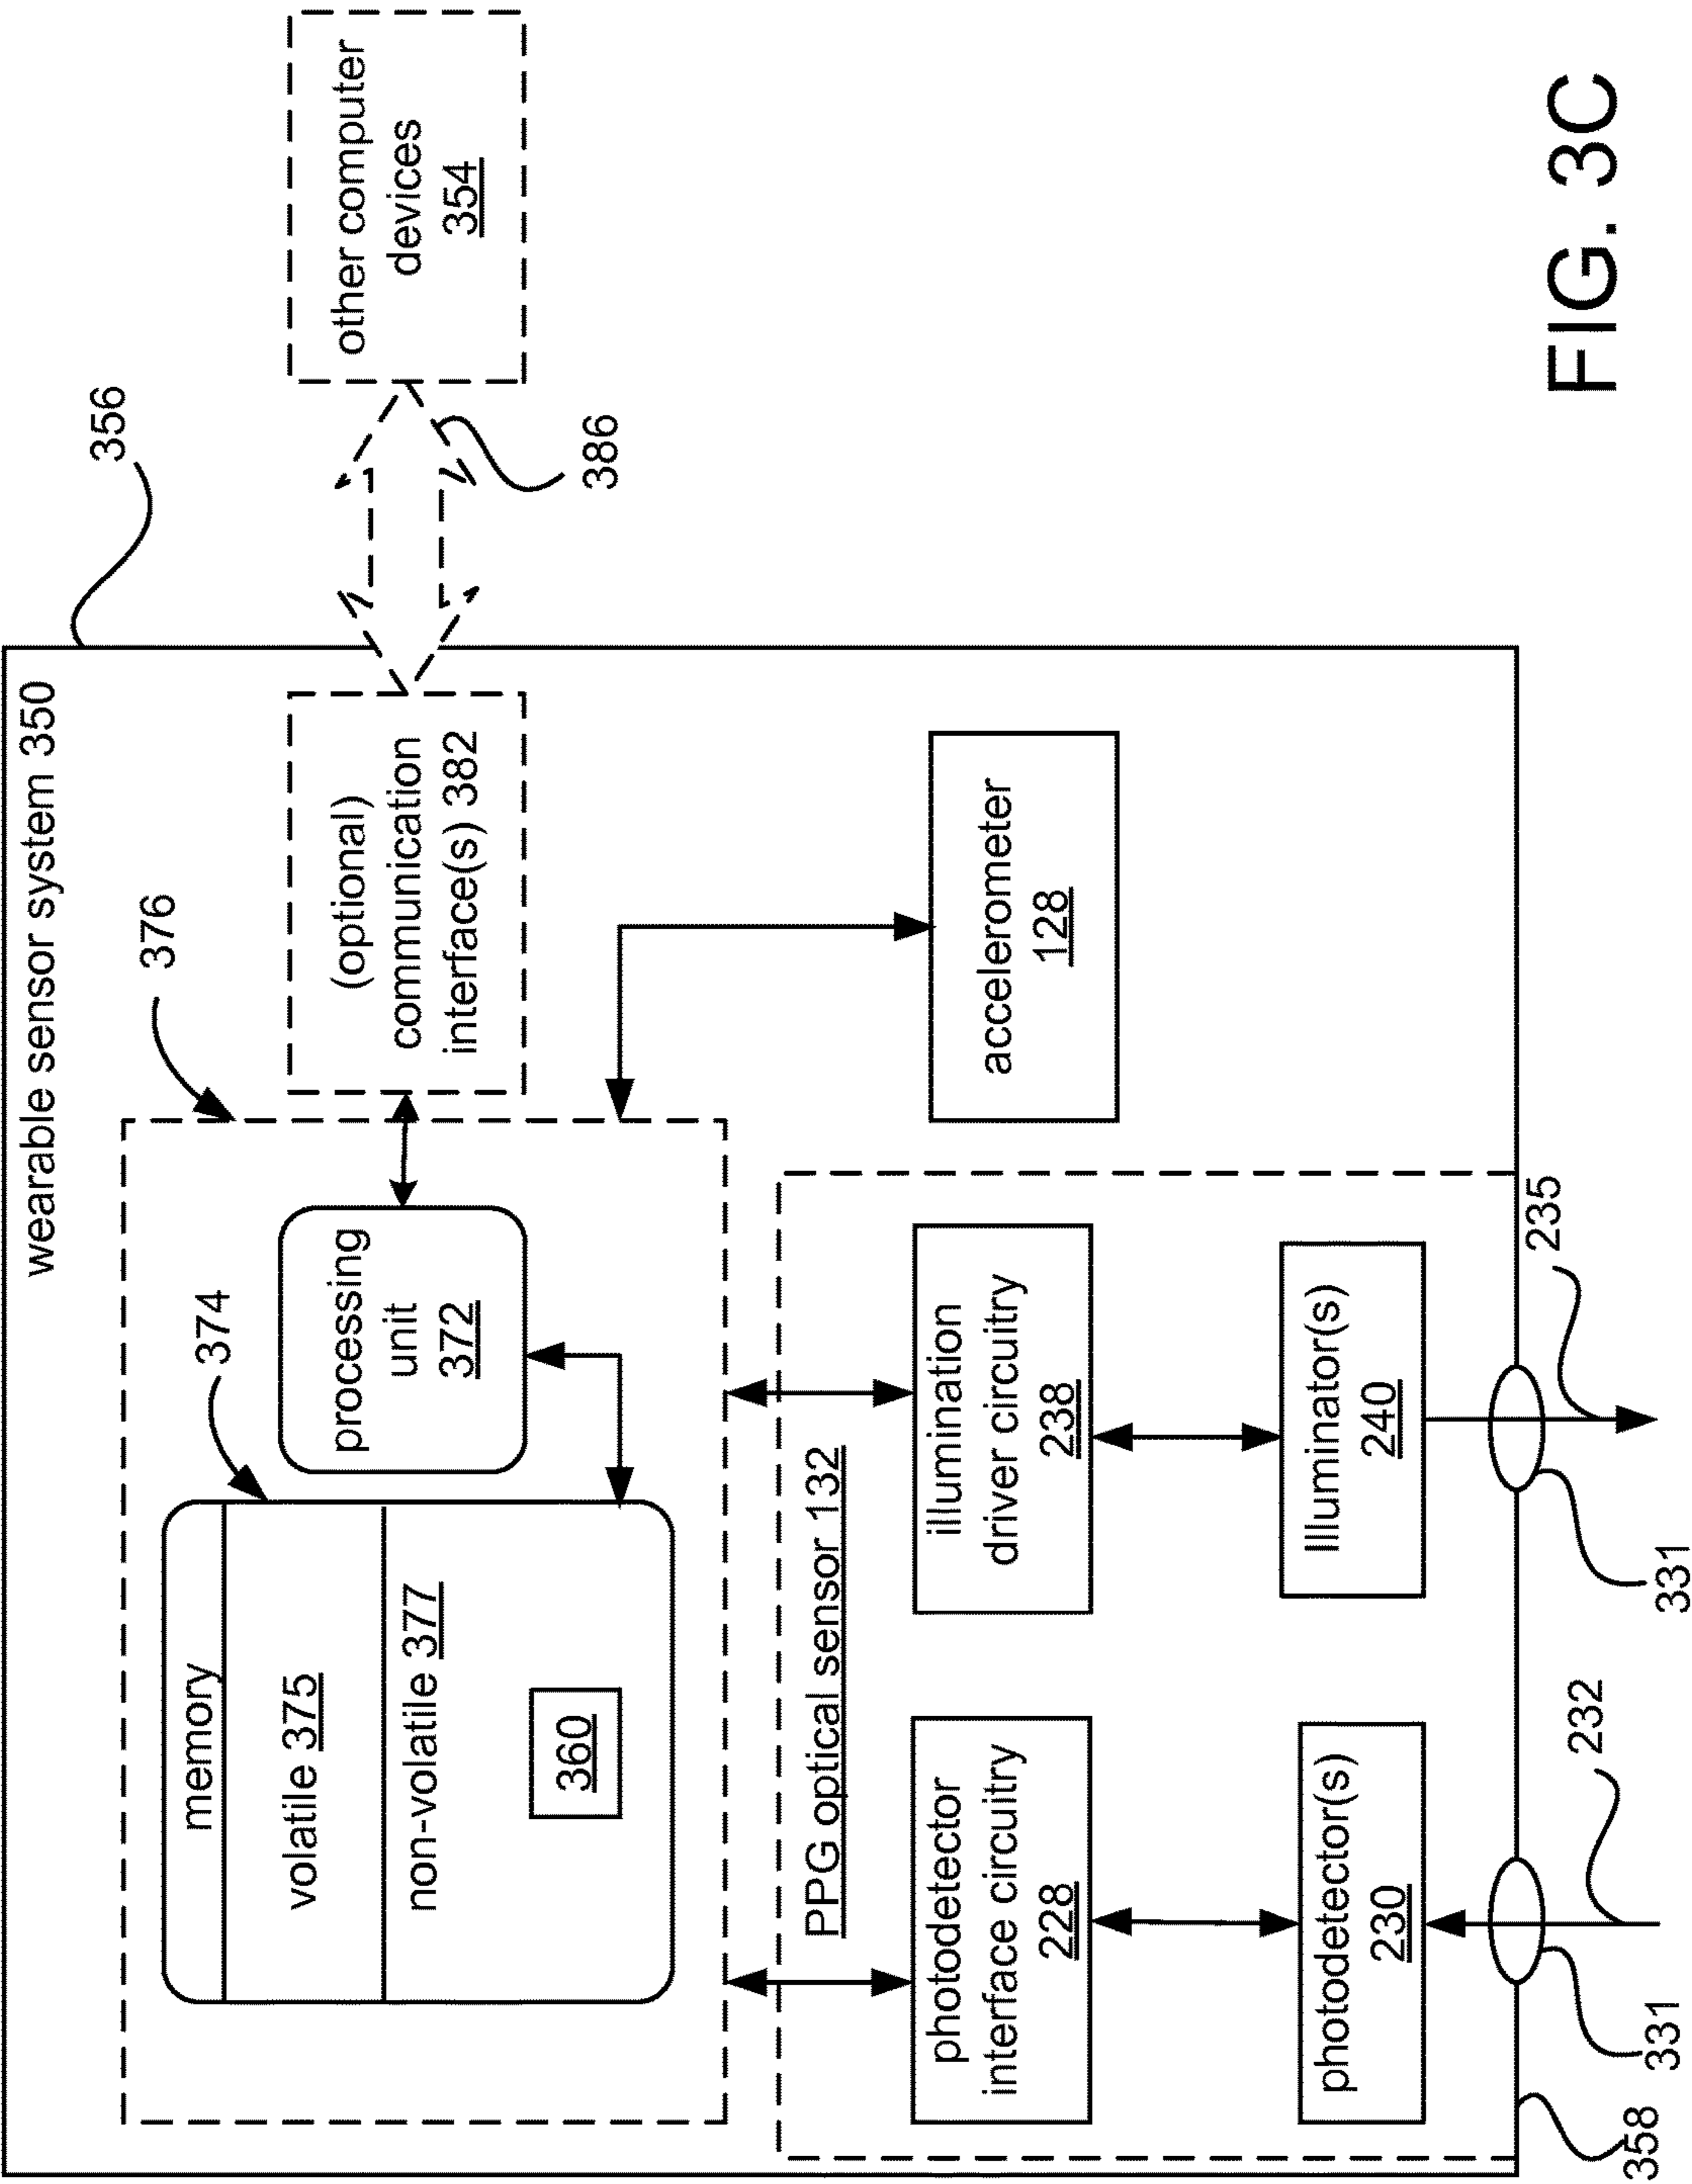 wearable sensor system 350
356
376
374
memory
volatile 375
non-volatile 377
360
processing
unit
372
(optional)
communication
interface(s) 382
other computer
devices
354
386
PPG optical sensor 132
photodetector
interface circuitry
228
illumination
driver circuitry
238
accelerometer
128
photodetector(s)
230
Illuminator(s)
240
358
331
232
331
235
FIG. 3C